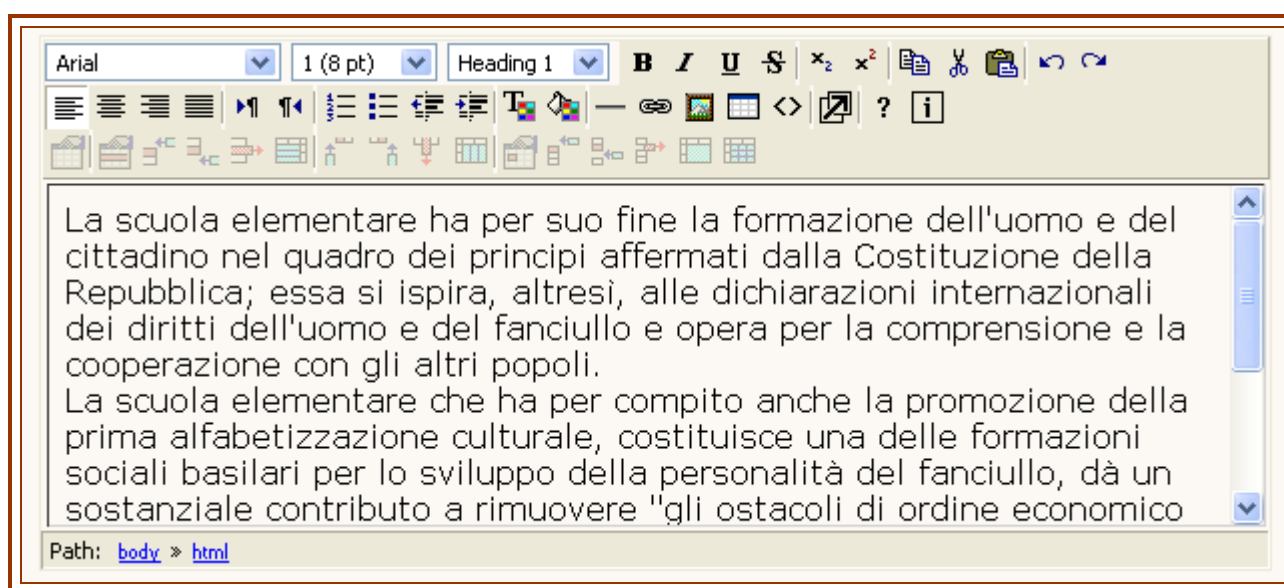 Arial 1 (8 pt) Heading 1 B I U S x₂ x²
¶ ¶ T <> ? i
La scuola elementare ha per suo fine la formazione dell'uomo e del
cittadino nel quadro dei principi affermati dalla Costituzione della
Repubblica; essa si ispira, altresì, alle dichiarazioni internazionali
dei diritti dell'uomo e del fanciullo e opera per la comprensione e la
cooperazione con gli altri popoli.
La scuola elementare che ha per compito anche la promozione della
prima alfabetizzazione culturale, costituisce una delle formazioni
sociali basilari per lo sviluppo della personalità del fanciullo, dà un
sostanziale contributo a rimuovere "gli ostacoli di ordine economico
Path: body » html